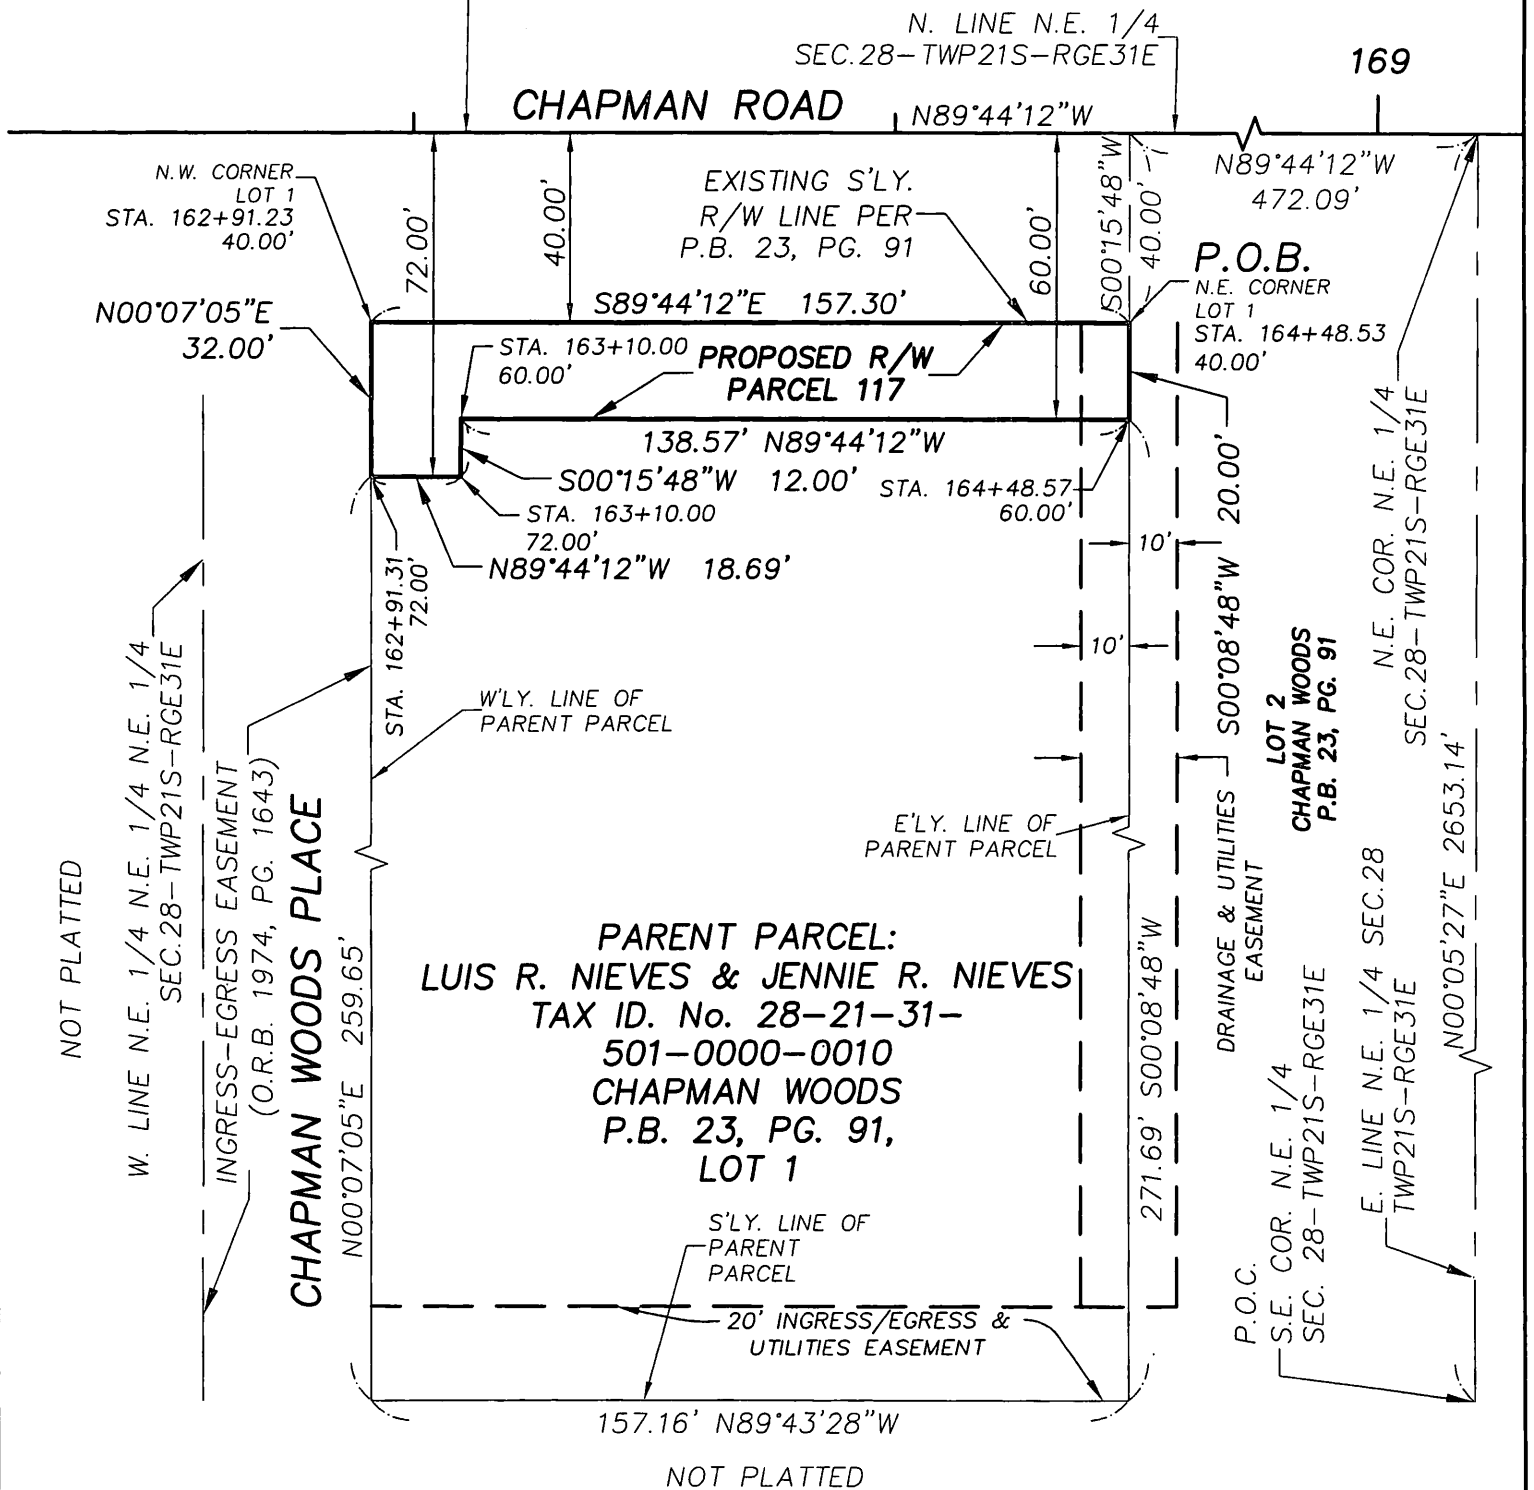 N. LINE N.E. 1/4
SEC.28-TWP21S-RGE31E
169
CHAPMAN ROAD
N89°44'12"W
N89°44'12"W
472.09'
N.W. CORNER
LOT 1
STA. 162+91.23
40.00'
72.00'
40.00'
EXISTING S'LY.
R/W LINE PER
P.B. 23, PG. 91
60.00'
S00°15'48"W
40.00'
P.O.B.
N.E. CORNER
LOT 1
STA. 164+48.53
40.00'
N00°07'05"E
32.00'
S89°44'12"E 157.30'
STA. 163+10.00
60.00'
PROPOSED R/W
PARCEL 117
138.57' N89°44'12"W
S00°15'48"W 12.00'
STA. 164+48.57
60.00'
STA. 163+10.00
72.00'
N89°44'12"W 18.69'
STA. 162+91.31
72.00'
10'
10'
S00°08'48"W 20.00'
N.E. COR. N.E. 1/4
SEC.28-TWP21S-RGE31E
W'LY. LINE OF
PARENT PARCEL
LOT 2
CHAPMAN WOODS
P.B. 23, PG. 91
W. LINE N.E. 1/4 N.E. 1/4 N.E. 1/4
SEC.28-TWP21S-RGE31E
INGRESS-EGRESS EASEMENT
(O.R.B. 1974, PG. 1643)
CHAPMAN WOODS PLACE
NOT PLATTED
E'LY. LINE OF
PARENT PARCEL
DRAINAGE & UTILITIES
EASEMENT
N00°05'27"E 2653.14'
E. LINE N.E. 1/4 SEC.28
TWP21S-RGE31E
N00°07'05"E 259.65'
PARENT PARCEL:
LUIS R. NIEVES & JENNIE R. NIEVES
TAX ID. No. 28-21-31-
501-0000-0010
CHAPMAN WOODS
P.B. 23, PG. 91,
LOT 1
271.69' S00°08'48"W
S'LY. LINE OF
PARENT
PARCEL
P.O.C.
S.E. COR. N.E. 1/4
SEC. 28-TWP21S-RGE31E
20' INGRESS/EGRESS &
UTILITIES EASEMENT
157.16' N89°43'28"W
NOT PLATTED